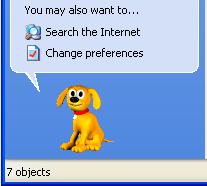 You may also want to...
Search the Internet
Change preferences
7 objects